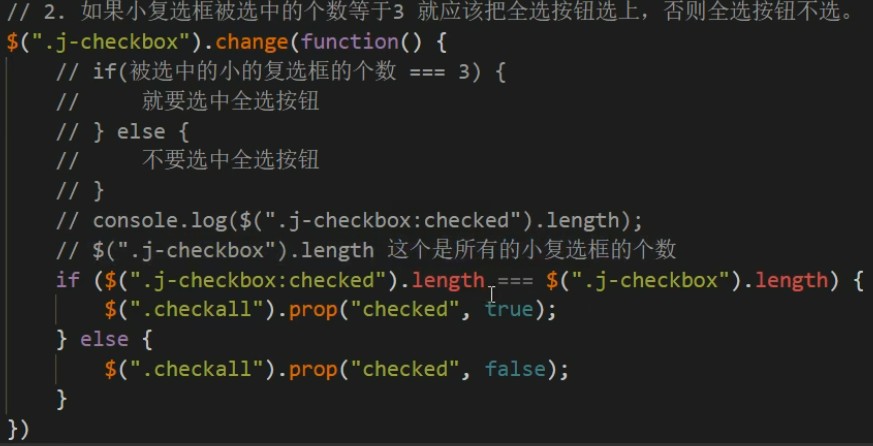 // 2. 如果小复选框被选中的个数等于3 就应该把全选按钮选上，否则全选按钮不选。
$(".j-checkbox").change(function() {
    // if(被选中的小的复选框的个数 === 3) {
    //     就要选中全选按钮
    // } else {
    //     不要选中全选按钮
    // }
    // console.log($(".j-checkbox:checked").length);
    // $(".j-checkbox").length 这个是所有的小复选框的个数
    if ($(".j-checkbox:checked").length === $(".j-checkbox").length) {
        $(".checkall").prop("checked", true);
    } else {
        $(".checkall").prop("checked", false);
    }
})